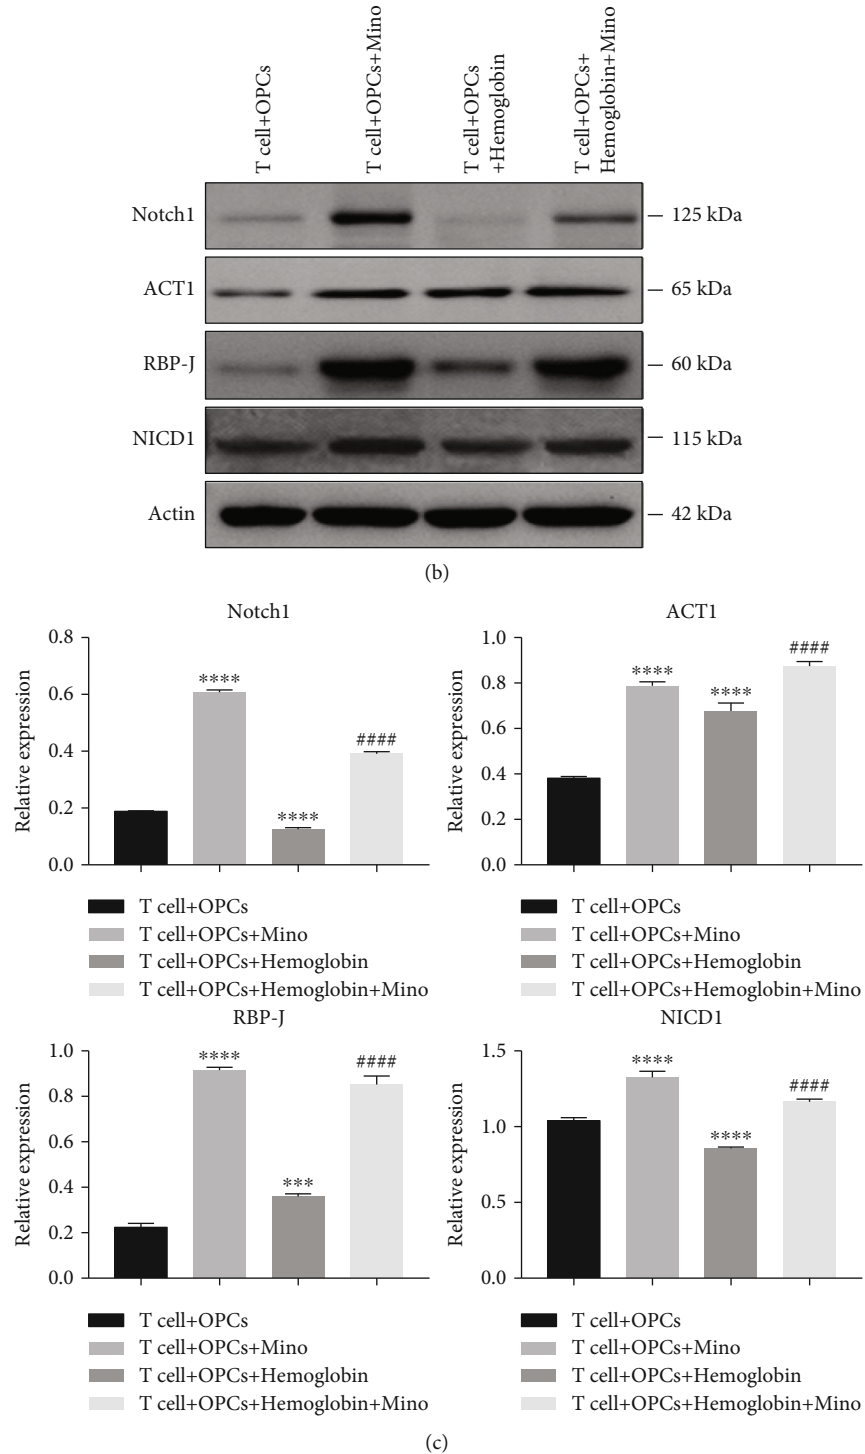 T cell+OPCs
T cell+OPCs+Mino
T cell+OPCs
+Hemoglobin
T cell+OPCs+
Hemoglobin+Mino
Notch1
125 kDa
ACT1
65 kDa
RBP-J
60 kDa
NICD1
115 kDa
Actin
42 kDa
(b)
Notch1
Relative expression
0.8
0.6
0.4
0.2
0.0
****
****
####
T cell+OPCs
T cell+OPCs+Mino
T cell+OPCs+Hemoglobin
T cell+OPCs+Hemoglobin+Mino
ACT1
Relative expression
1.0
0.8
0.6
0.4
0.2
0.0
****
****
####
T cell+OPCs
T cell+OPCs+Mino
T cell+OPCs+Hemoglobin
T cell+OPCs+Hemoglobin+Mino
RBP-J
Relative expression
1.0
0.8
0.6
0.4
0.2
0.0
****
***
####
T cell+OPCs
T cell+OPCs+Mino
T cell+OPCs+Hemoglobin
T cell+OPCs+Hemoglobin+Mino
NICD1
Relative expression
1.5
1.0
0.5
0.0
****
****
####
T cell+OPCs
T cell+OPCs+Mino
T cell+OPCs+Hemoglobin
T cell+OPCs+Hemoglobin+Mino
(c)